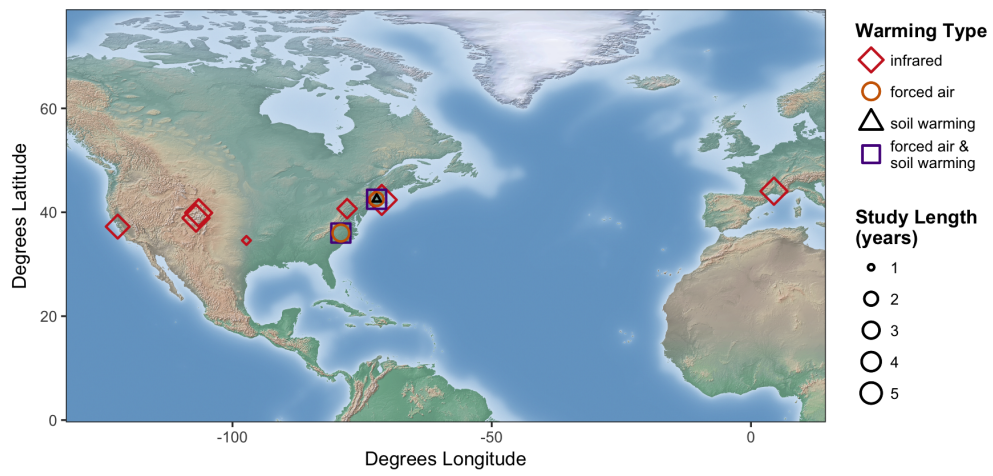 Degrees Latitude
60
40
20
0
-100
-50
0
Degrees Longitude
Warming Type
infrared
forced air
soil warming
forced air &
soil warming
Study Length
(years)
1
2
3
4
5